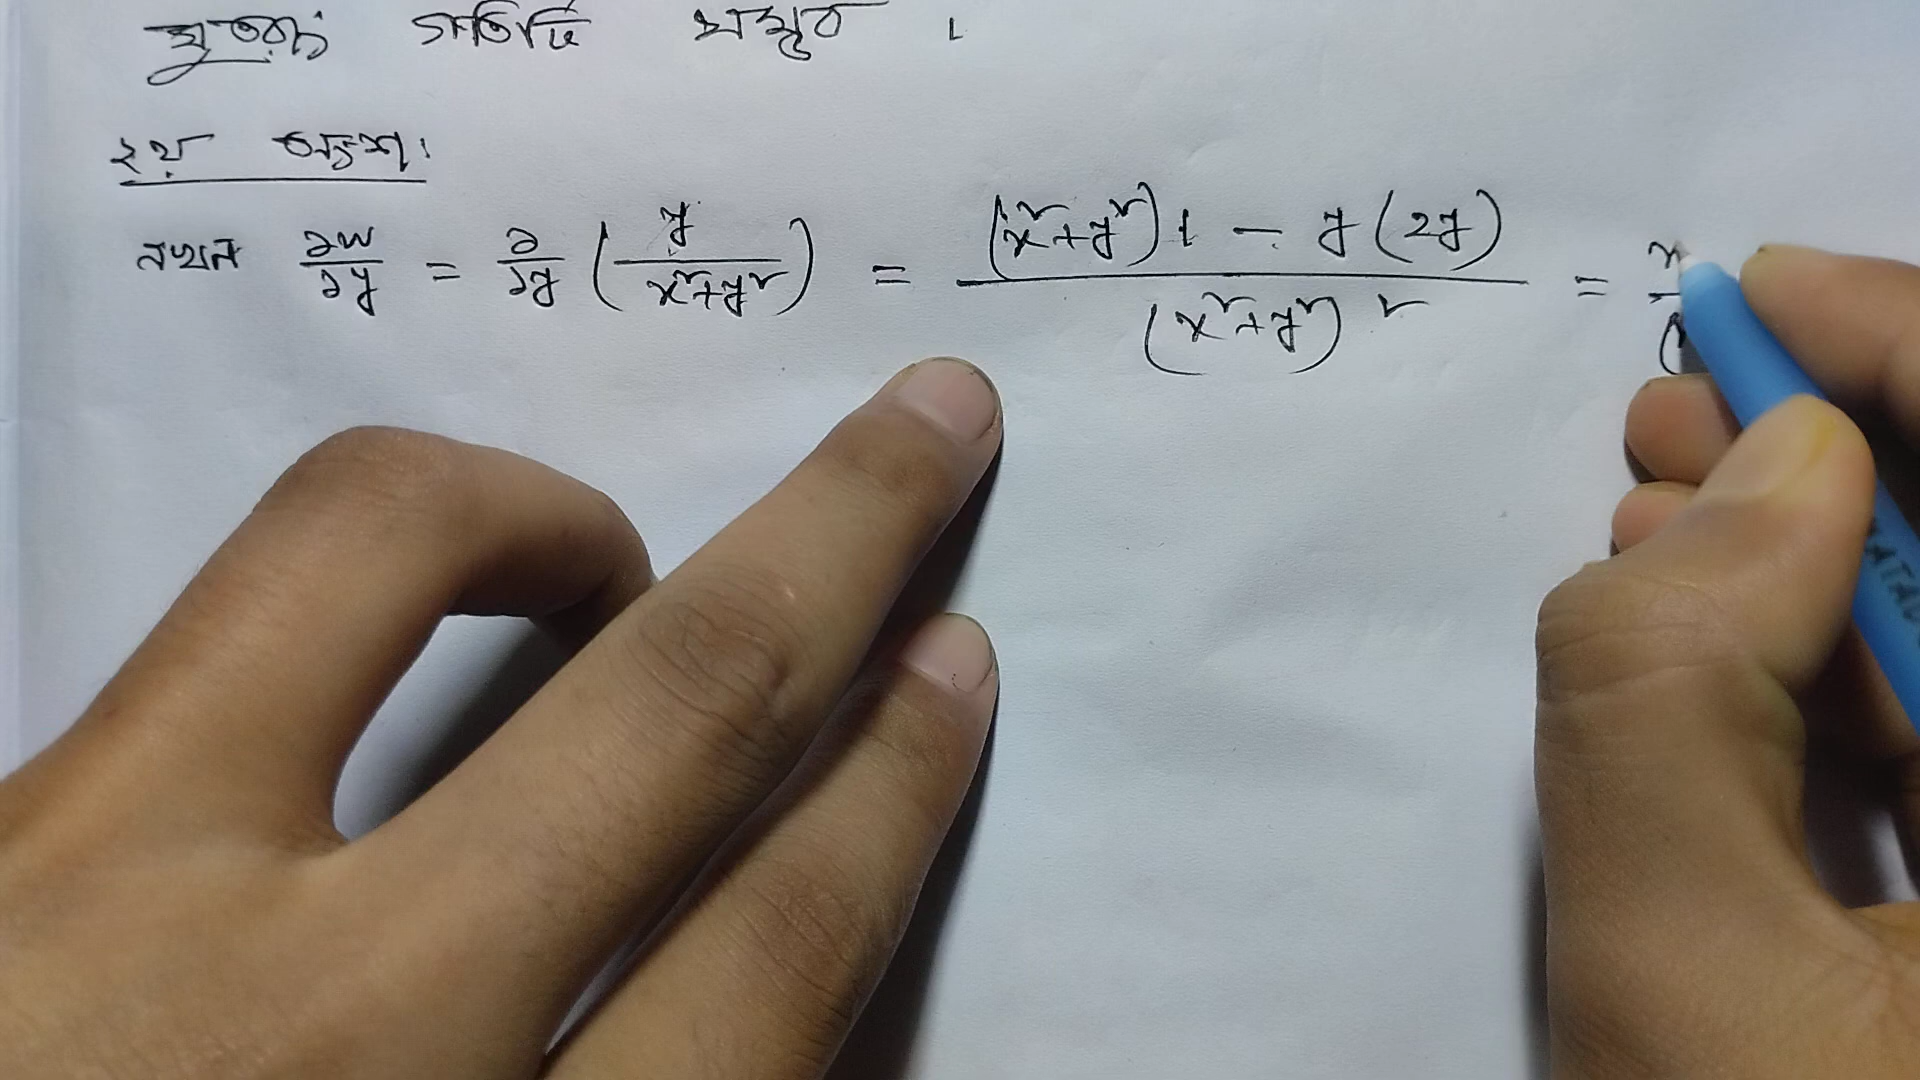 সুতরাং গতিটি সম্ভব ।
২য় অংশ।
এখন ∂w/∂y = ∂/∂y ( y/(x²+y²) ) = ((x²+y²)1 − y(2y))/(x²+y²)² = x/(